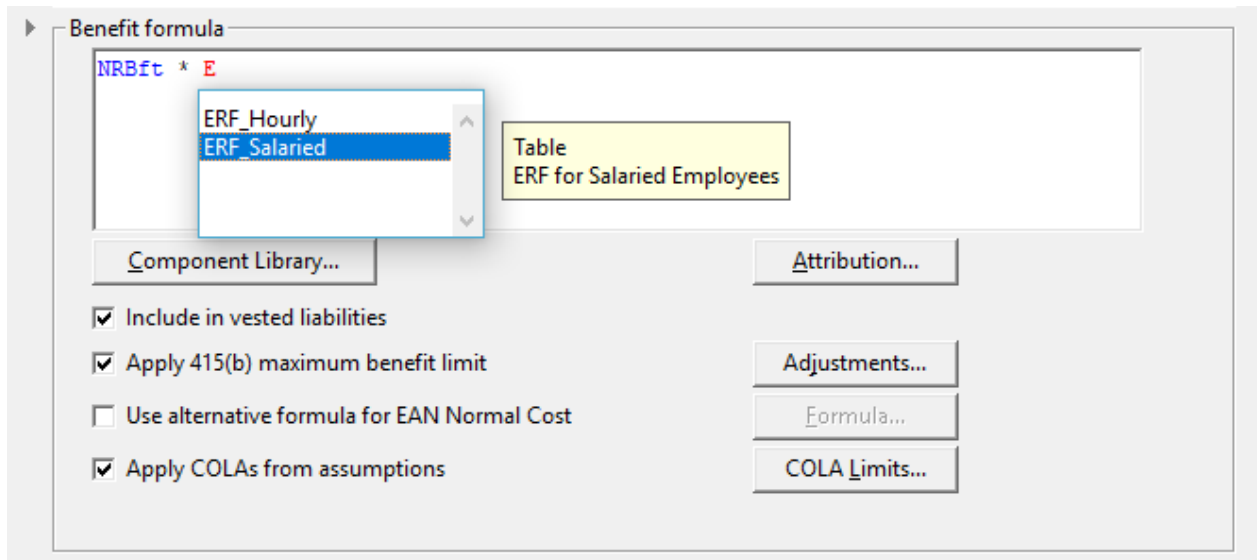 Benefit formula
NRBft * E
ERF_Hourly
ERF_Salaried
Table
ERF for Salaried Employees
Component Library...
Attribution...
Include in vested liabilities
Apply 415(b) maximum benefit limit
Adjustments...
Use alternative formula for EAN Normal Cost
Formula...
Apply COLAs from assumptions
COLA Limits...